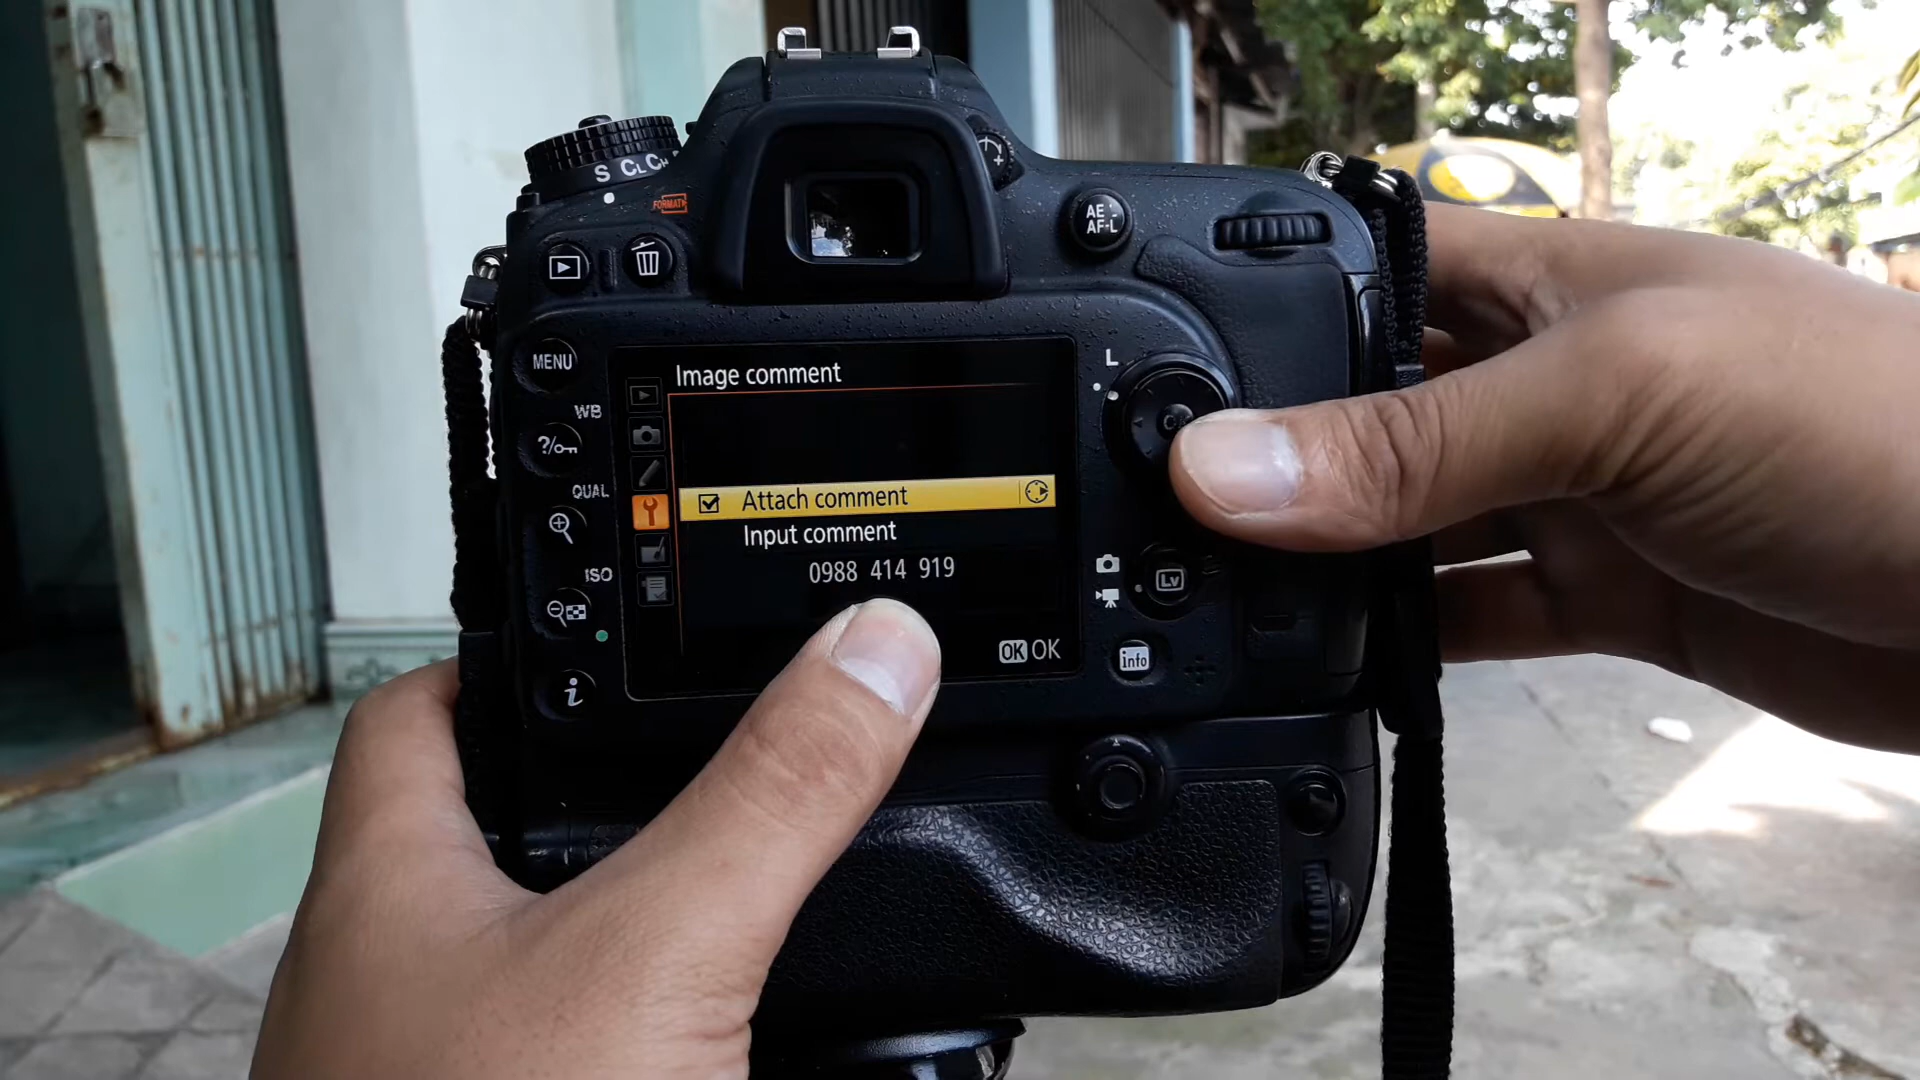 S CL CH
FORMAT
AE
AF-L
MENU
Image comment
L
WB
?
QUAL
Attach comment
Input comment
ISO
0988 414 919
Lv
OK OK
info
i